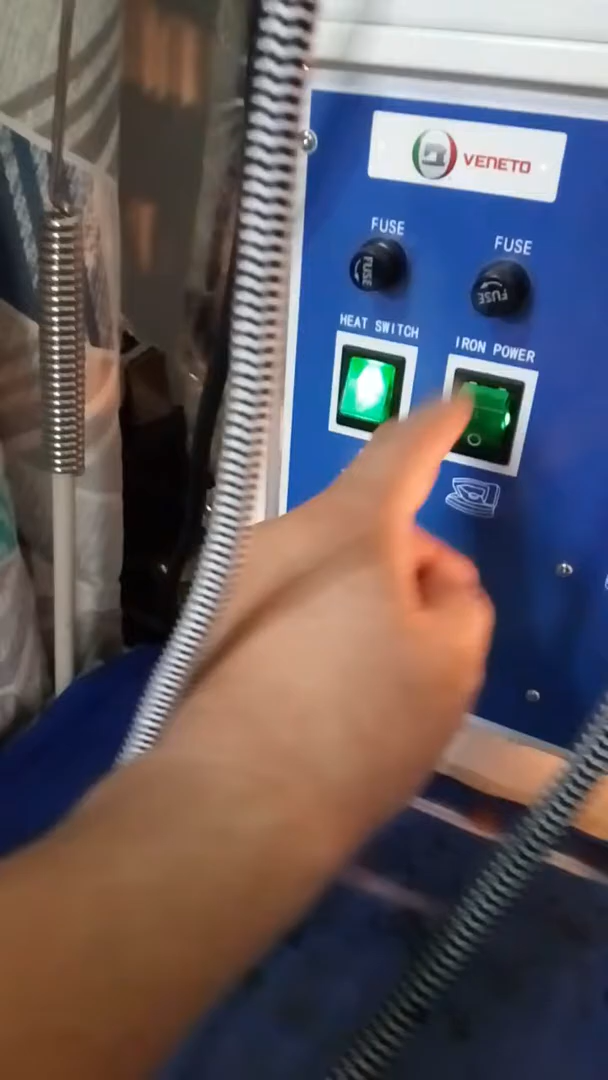 VENETO
FUSE
FUSE
FUSE
FUSE
HEAT SWITCH
IRON POWER